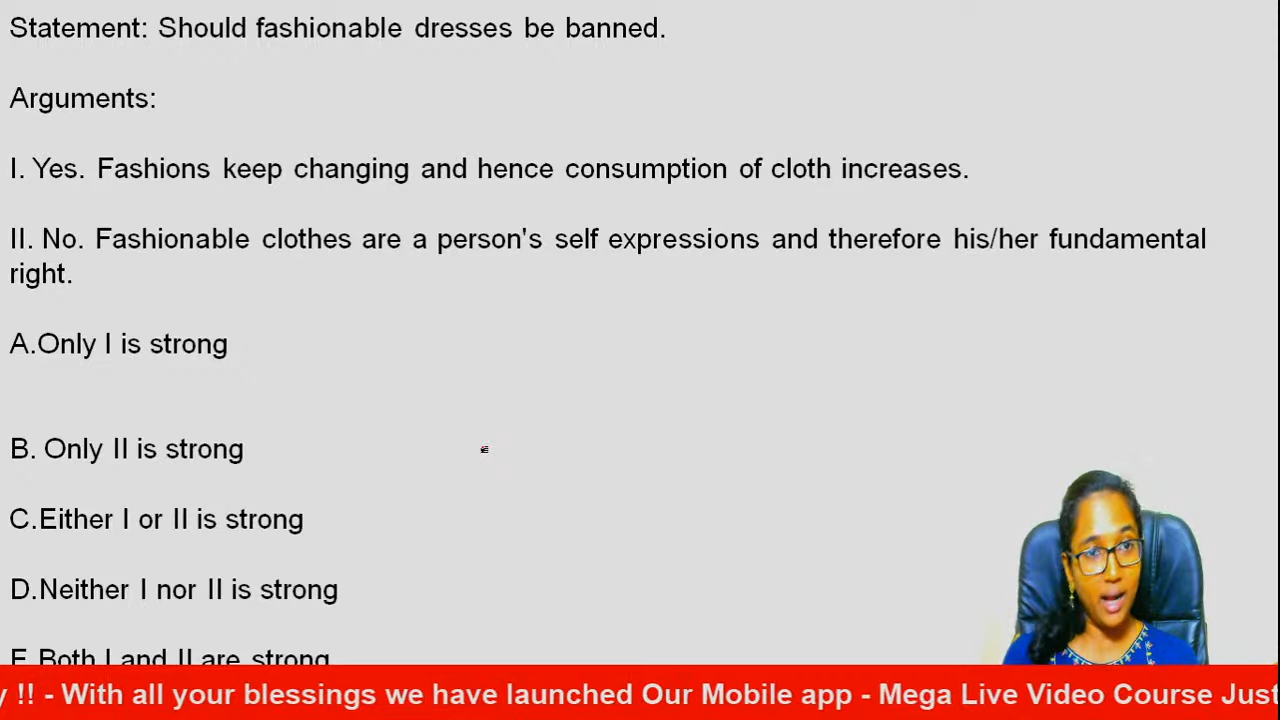 Statement: Should fashionable dresses be banned.
Arguments:
I. Yes. Fashions keep changing and hence consumption of cloth increases.
II. No. Fashionable clothes are a person's self expressions and therefore his/her fundamental
right.
A.Only I is strong
B. Only II is strong
C.Either I or II is strong
D.Neither I nor II is strong
E.Both I and II are strong
y !! - With all your blessings we have launched Our Mobile app - Mega Live Video Course Just